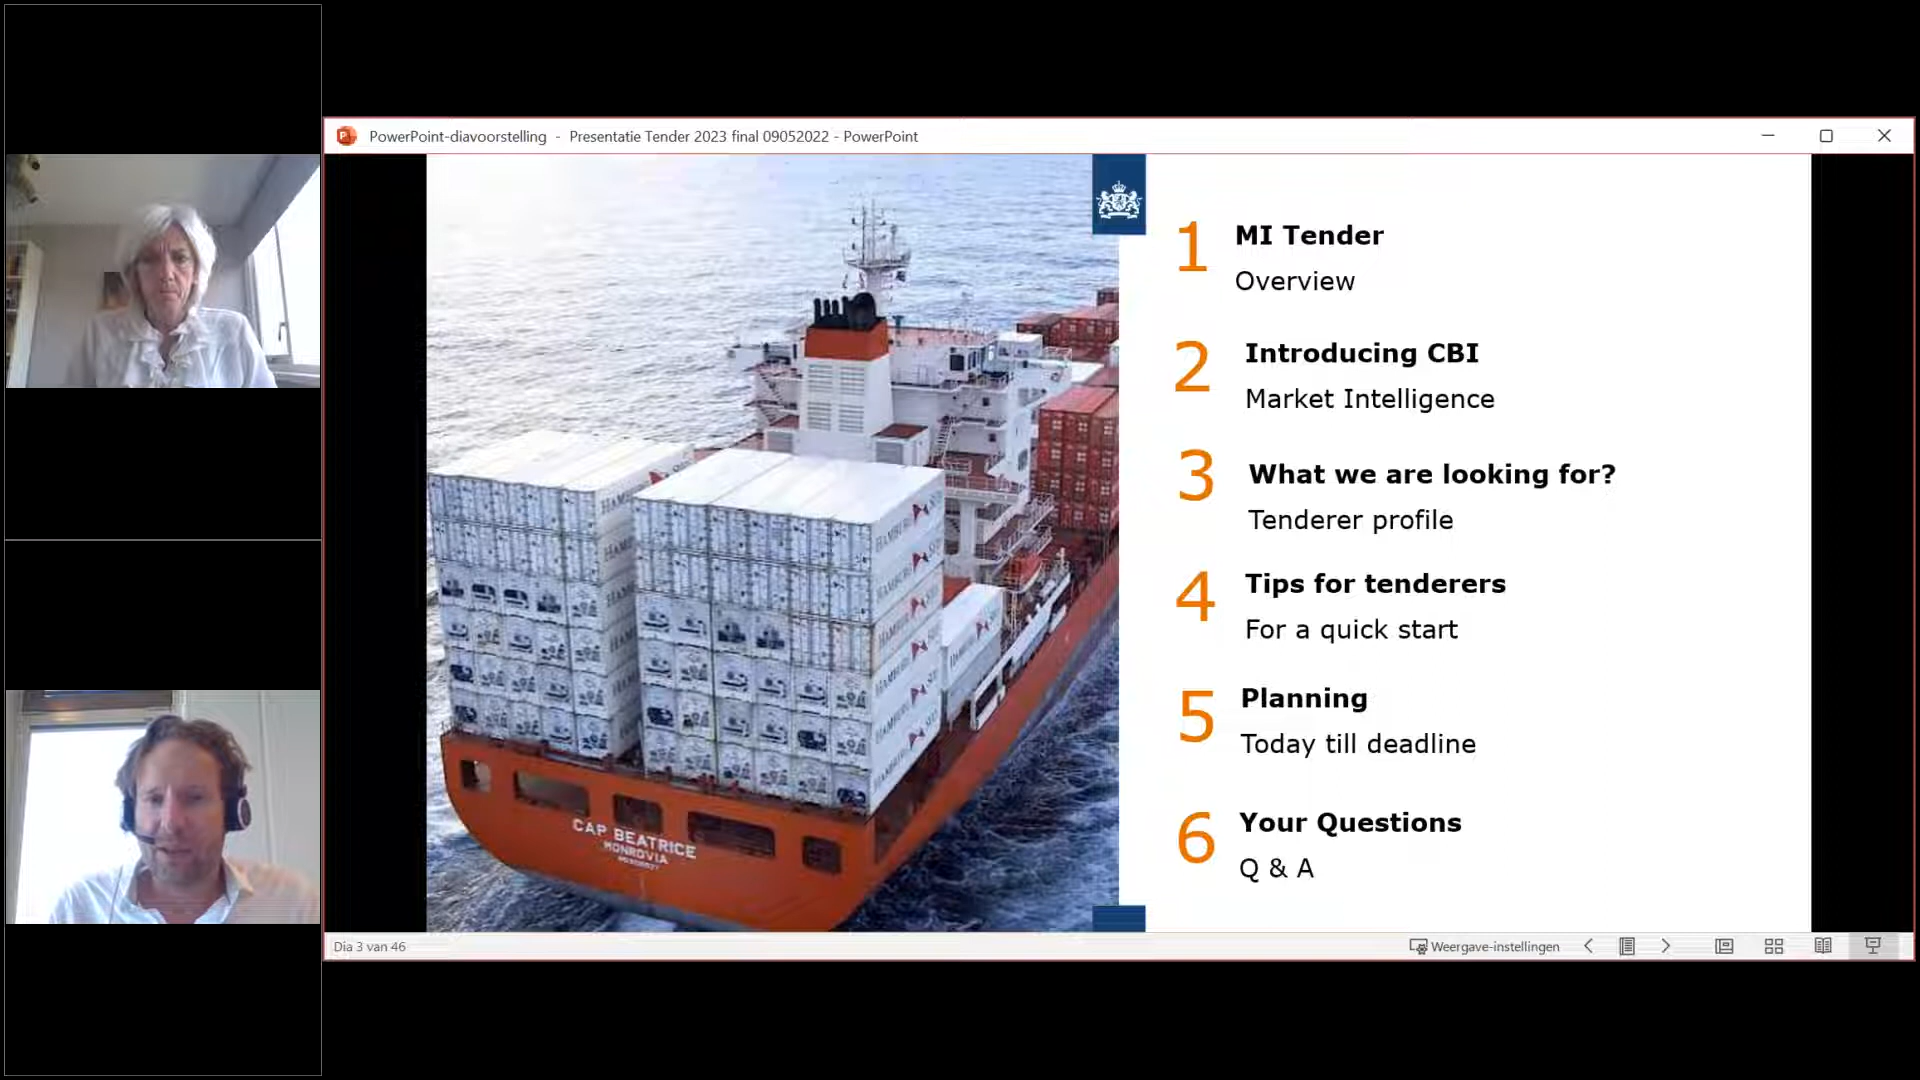 PowerPoint-diavoorstelling - Presentatie Tender 2023 final 09052022 - PowerPoint
1 MI Tender
Overview
2 Introducing CBI
Market Intelligence
3 What we are looking for?
Tenderer profile
4 Tips for tenderers
For a quick start
5 Planning
Today till deadline
6 Your Questions
Q & A
CAP BEATRICE
MONROVIA
Dia 3 van 46
Weergave-instellingen